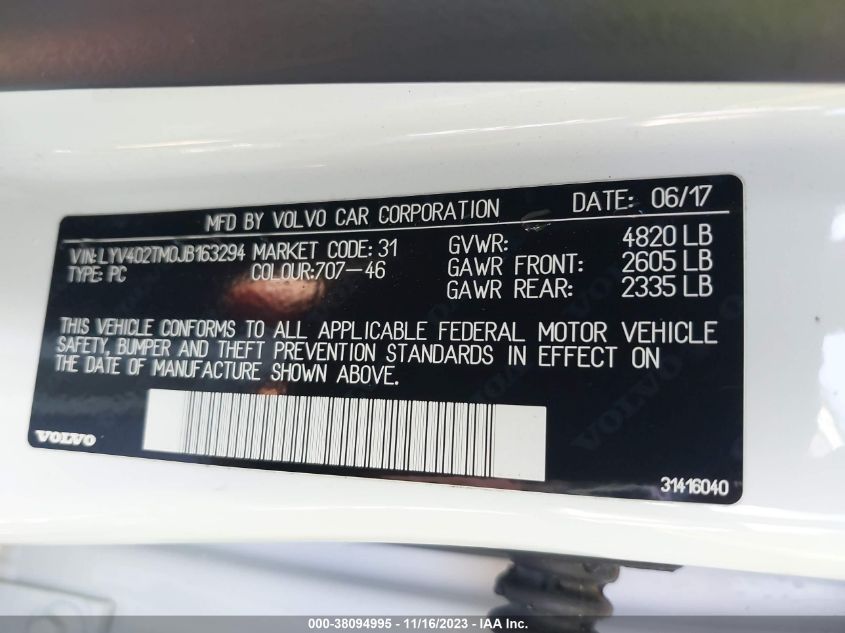 MFD BY VOLVO CAR CORPORATION DATE: 06/17
VIN:LYV402TM0JB163294 MARKET CODE:31 GVWR: 4820 LB
TYPE: PC COLOUR:707-46 GAWR FRONT: 2605 LB
GAWR REAR: 2335 LB
THIS VEHICLE CONFORMS TO ALL APPLICABLE FEDERAL MOTOR VEHICLE
SAFETY, BUMPER AND THEFT PREVENTION STANDARDS IN EFFECT ON
THE DATE OF MANUFACTURE SHOWN ABOVE.
VOLVO
31416040
000-38094995 - 11/16/2023 - IAA Inc.